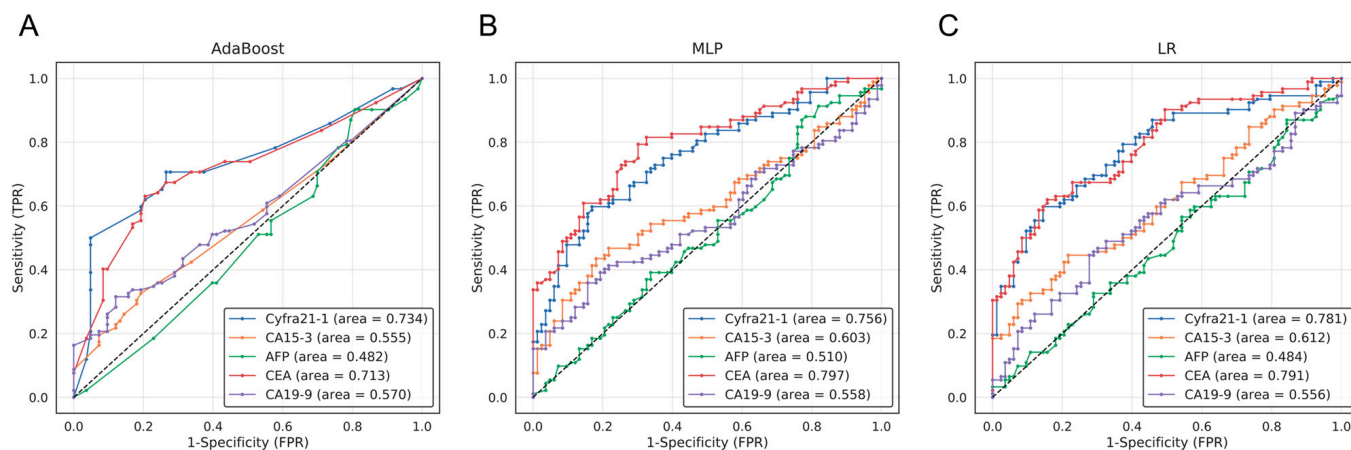 A
AdaBoost
Sensitivity (TPR)
1.0
0.8
0.6
0.4
0.2
0.0
Cyfra21-1 (area = 0.734)
CA15-3 (area = 0.555)
AFP (area = 0.482)
CEA (area = 0.713)
CA19-9 (area = 0.570)
0.0 0.2 0.4 0.6 0.8 1.0
1-Specificity (FPR)
B
MLP
Sensitivity (TPR)
1.0
0.8
0.6
0.4
0.2
0.0
Cyfra21-1 (area = 0.756)
CA15-3 (area = 0.603)
AFP (area = 0.510)
CEA (area = 0.797)
CA19-9 (area = 0.558)
0.0 0.2 0.4 0.6 0.8 1.0
1-Specificity (FPR)
C
LR
Sensitivity (TPR)
1.0
0.8
0.6
0.4
0.2
0.0
Cyfra21-1 (area = 0.781)
CA15-3 (area = 0.612)
AFP (area = 0.484)
CEA (area = 0.791)
CA19-9 (area = 0.556)
0.0 0.2 0.4 0.6 0.8 1.0
1-Specificity (FPR)